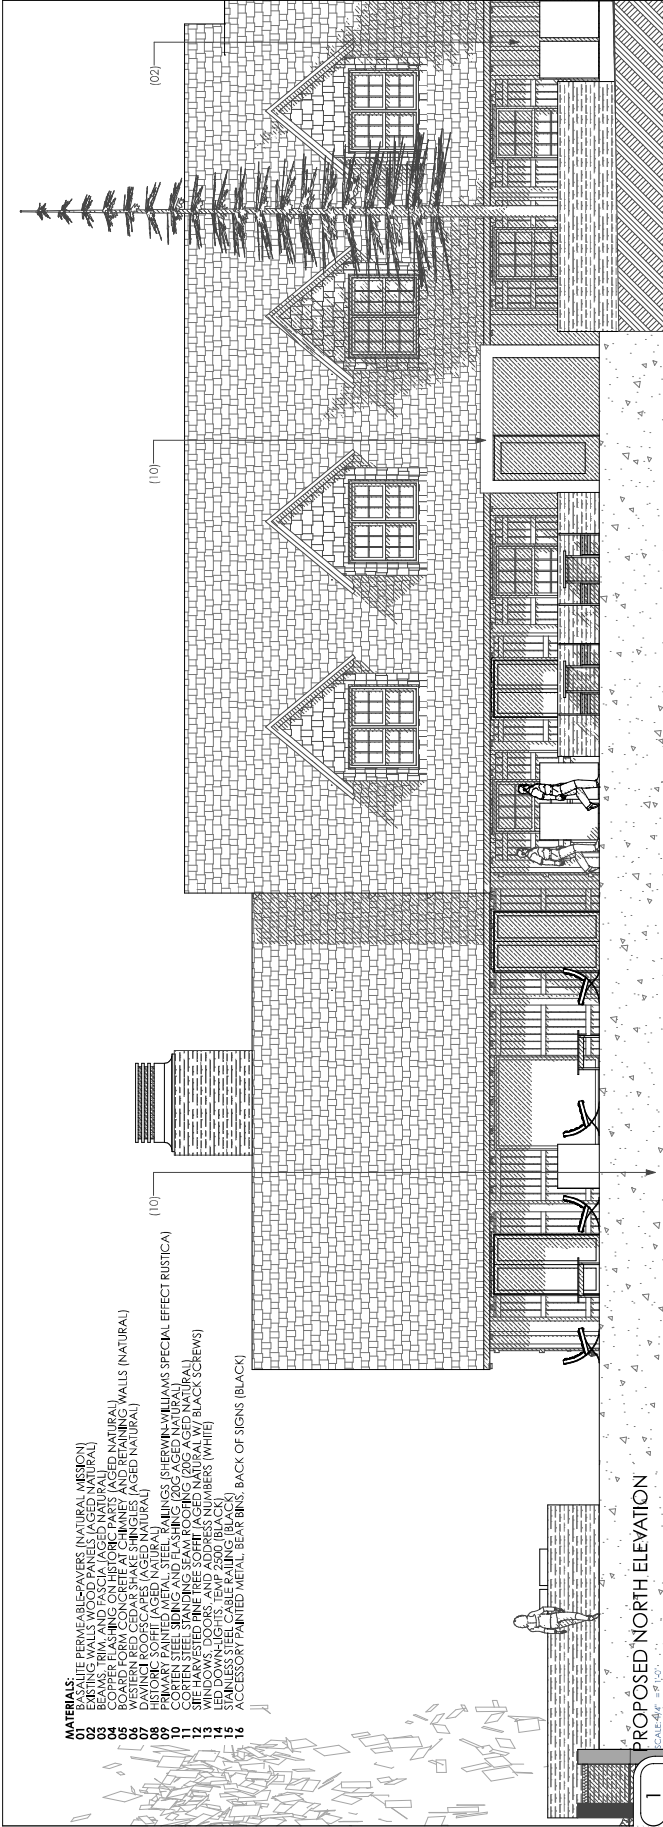 MATERIALS:
01 BASALITE PERMEABLE-PAVERS (NATURAL MISSION)
02 EXISTING WALLS WOOD PANELS (AGED NATURAL)
03 BEAMS, TRIM, AND FASCIA (AGED NATURAL)
04 COPPER FLASHING ON HISTORIC PARTS (AGED NATURAL)
05 BOARD FORM CONCRETE AT CHIMNEY AND RETAINING WALLS (NATURAL)
06 WESTERN RED CEDAR SHAKE SHINGLES (AGED NATURAL)
07 DAVINCI ROOFSCAPES (AGED NATURAL)
08 HISTORIC SOFFIT (AGED NATURAL)
09 PRIMARY PAINTED METAL, STEEL, RAILINGS (SHERWIN-WILLIAMS SPECIAL EFFECT RUSTICA)
10 CORTEN STEEL SIDING AND FLASHING (20G AGED NATURAL)
11 CORTEN STEEL STANDING SEAM ROOFING (20G AGED NATURAL)
12 SITE HARVESTED PINE TREE SOFFIT (AGED NATURAL W/ BLACK SCREWS)
13 WINDOWS, DOORS, AND ADDRESS NUMBERS (WHITE)
14 LED DOWN-LIGHTS, TEMP 2500 (BLACK)
15 STAINLESS STEEL CABLE RAILING (BLACK)
16 ACCESSORY PAINTED METAL, BEAR BINS, BACK OF SIGNS (BLACK)
(10)
(10)
(02)
1
PROPOSED NORTH ELEVATION
SCALE: 1/4" = 1'-0"